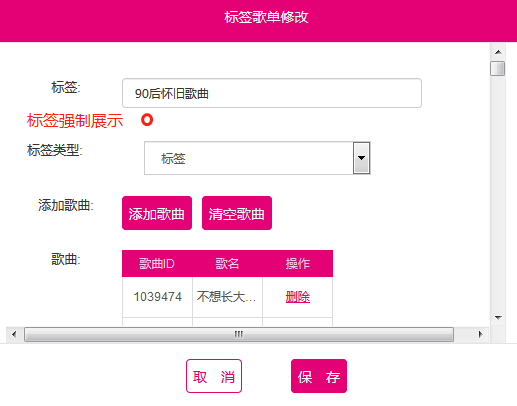 标签歌单修改
标签: 90后怀旧歌曲
标签强制展示
标签类型: 标签
添加歌曲: 添加歌曲 清空歌曲
歌曲: 歌曲ID 歌名 操作
1039474 不想长大... 删除
取 消 保 存